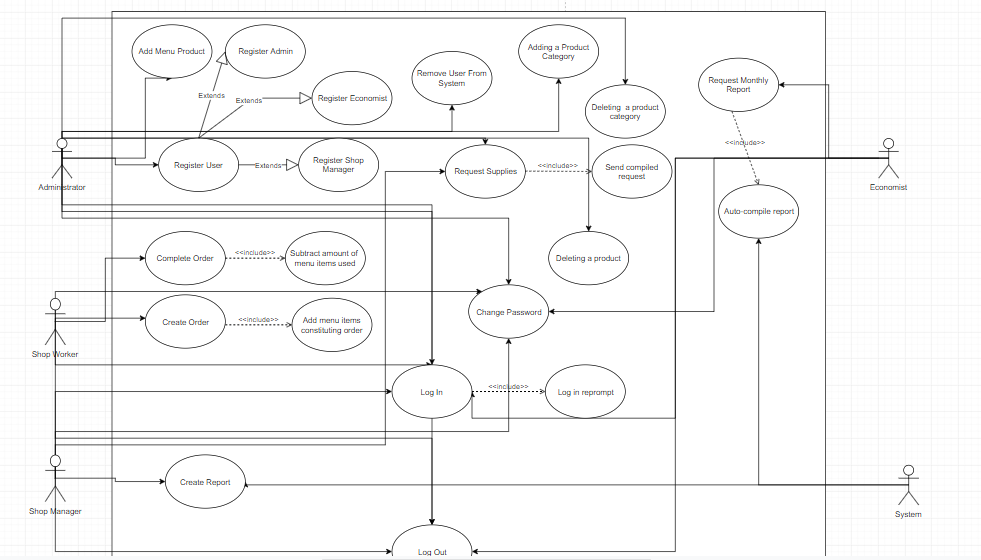 Add Menu Product
Register Admin
Adding a Product
Category
Remove User From
System
Request Monthly
Report
Extends
Extends
Register Economist
Deleting a product
category
<<include>>
Register User
Extends
Register Shop
Manager
Request Supplies
<<include>>
Send compiled
request
Administrator
Economist
Auto-compile report
Complete Order
<<include>>
Subtract amount of
menu items used
Deleting a product
Create Order
<<include>>
Add menu items
constituting order
Change Password
Shop Worker
Log In
<<include>>
Log in reprompt
Create Report
Shop Manager
System
Log Out